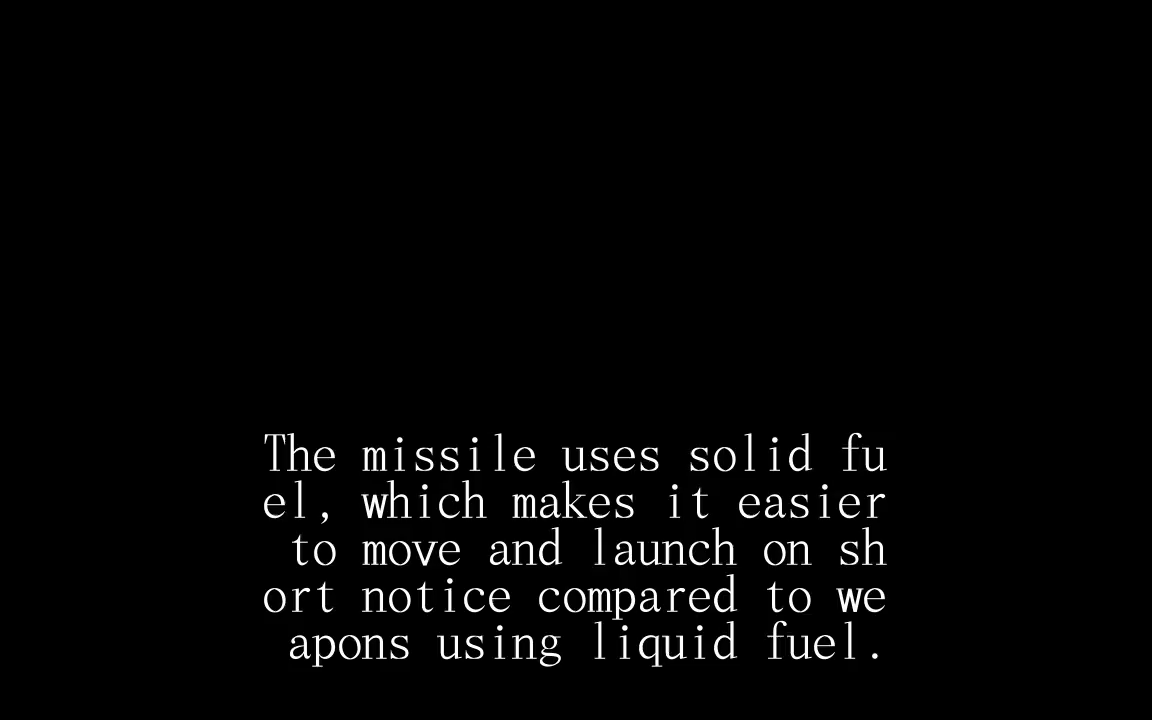 The missile uses solid fu
el, which makes it easier
to move and launch on sh
ort notice compared to we
apons using liquid fuel.